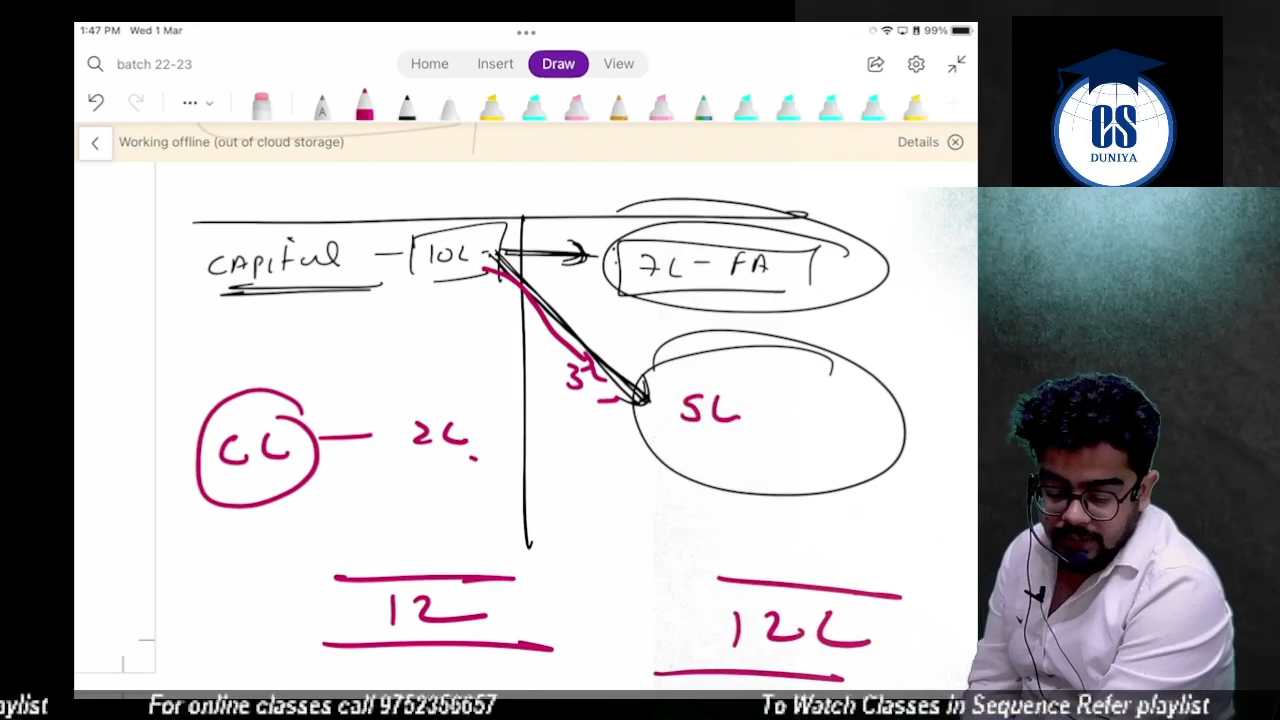 1:47 PM Wed 1 Mar
99%
batch 22-23
Home Insert Draw View
A
Working offline (out of cloud storage)
Details
CS
DUNIYA
CAPITAL — 10L
7L - FA
3L
5L
CL — 2L
12
12L
aylist For online classes call 9752356657 To Watch Classes in Sequence Refer playlist